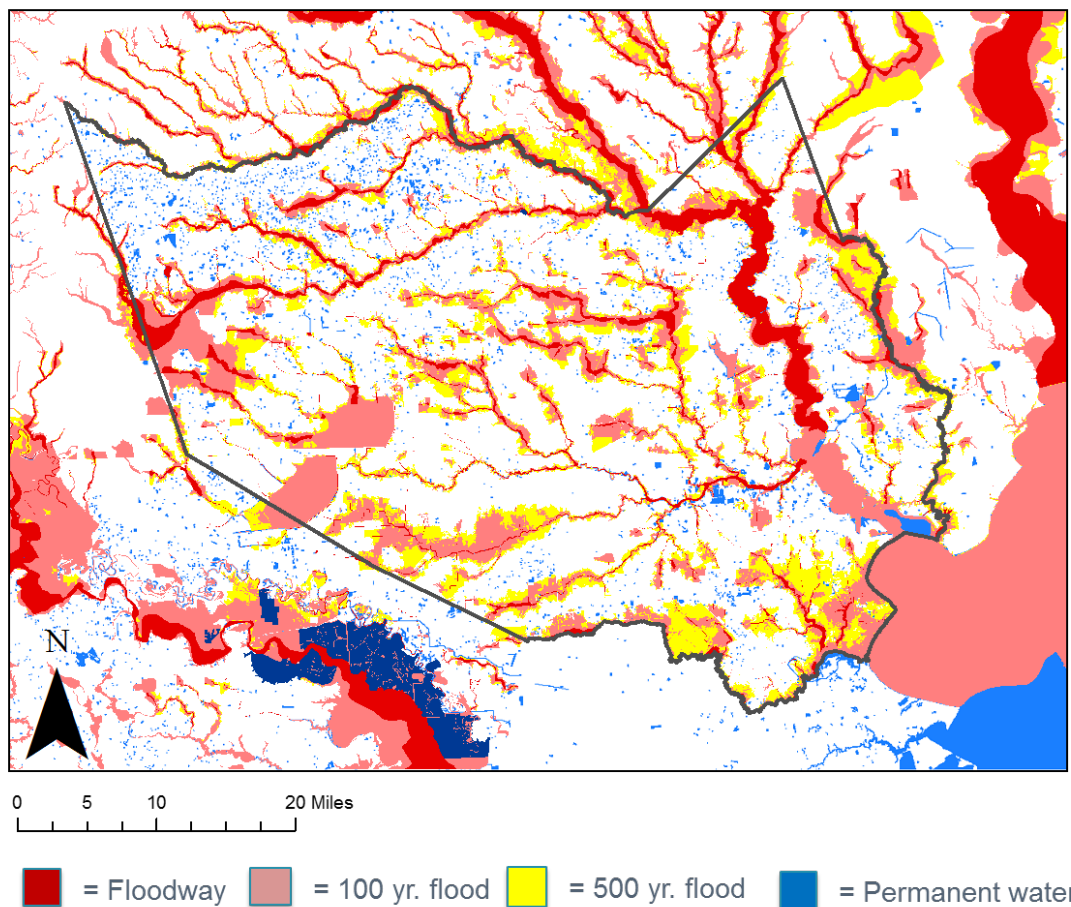 N
0 5 10 20 Miles
= Floodway = 100 yr. flood = 500 yr. flood = Permanent water